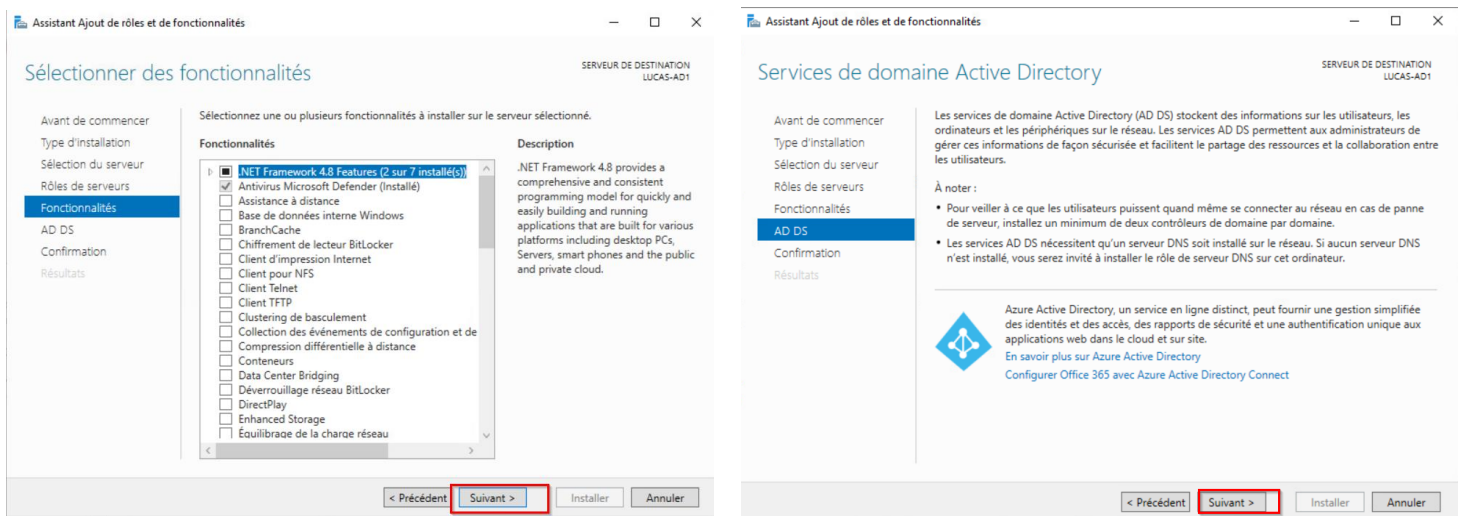 Assistant Ajout de rôles et de fonctionnalités
Sélectionner des fonctionnalités
SERVEUR DE DESTINATION
LUCAS-AD1
Avant de commencer
Type d'installation
Sélection du serveur
Rôles de serveurs
Fonctionnalités
AD DS
Confirmation
Résultats
Sélectionnez une ou plusieurs fonctionnalités à installer sur le serveur sélectionné.
Fonctionnalités
.NET Framework 4.8 Features (2 sur 7 installé(s))
Antivirus Microsoft Defender (Installé)
Assistance à distance
Base de données interne Windows
BranchCache
Chiffrement de lecteur BitLocker
Client d'impression Internet
Client pour NFS
Client Telnet
Client TFTP
Clustering de basculement
Collection des événements de configuration et de
Compression différentielle à distance
Conteneurs
Data Center Bridging
Déverrouillage réseau BitLocker
DirectPlay
Enhanced Storage
Équilibrage de la charge réseau
Description
.NET Framework 4.8 provides a
comprehensive and consistent
programming model for quickly and
easily building and running
applications that are built for various
platforms including desktop PCs,
Servers, smart phones and the public
and private cloud.
< Précédent
Suivant >
Installer
Annuler
Assistant Ajout de rôles et de fonctionnalités
Services de domaine Active Directory
SERVEUR DE DESTINATION
LUCAS-AD1
Avant de commencer
Type d'installation
Sélection du serveur
Rôles de serveurs
Fonctionnalités
AD DS
Confirmation
Résultats
Les services de domaine Active Directory (AD DS) stockent des informations sur les utilisateurs, les
ordinateurs et les périphériques sur le réseau. Les services AD DS permettent aux administrateurs de
gérer ces informations de façon sécurisée et facilitent le partage des ressources et la collaboration entre
les utilisateurs.
À noter :
• Pour veiller à ce que les utilisateurs puissent quand même se connecter au réseau en cas de panne
de serveur, installez un minimum de deux contrôleurs de domaine par domaine.
• Les services AD DS nécessitent qu'un serveur DNS soit installé sur le réseau. Si aucun serveur DNS
n'est installé, vous serez invité à installer le rôle de serveur DNS sur cet ordinateur.
Azure Active Directory, un service en ligne distinct, peut fournir une gestion simplifiée
des identités et des accès, des rapports de sécurité et une authentification unique aux
applications web dans le cloud et sur site.
En savoir plus sur Azure Active Directory
Configurer Office 365 avec Azure Active Directory Connect
< Précédent
Suivant >
Installer
Annuler